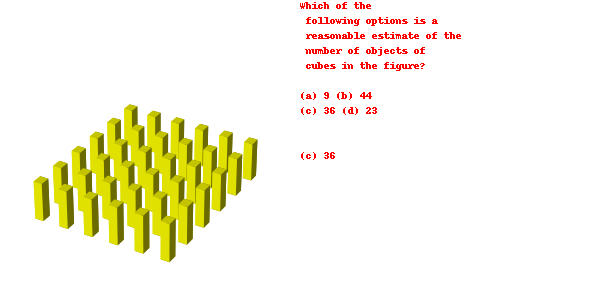 Which of the
following options is a
reasonable estimate of the
number of objects of
cubes in the figure?
(a) 9 (b) 44
(c) 36 (d) 23
(c) 36